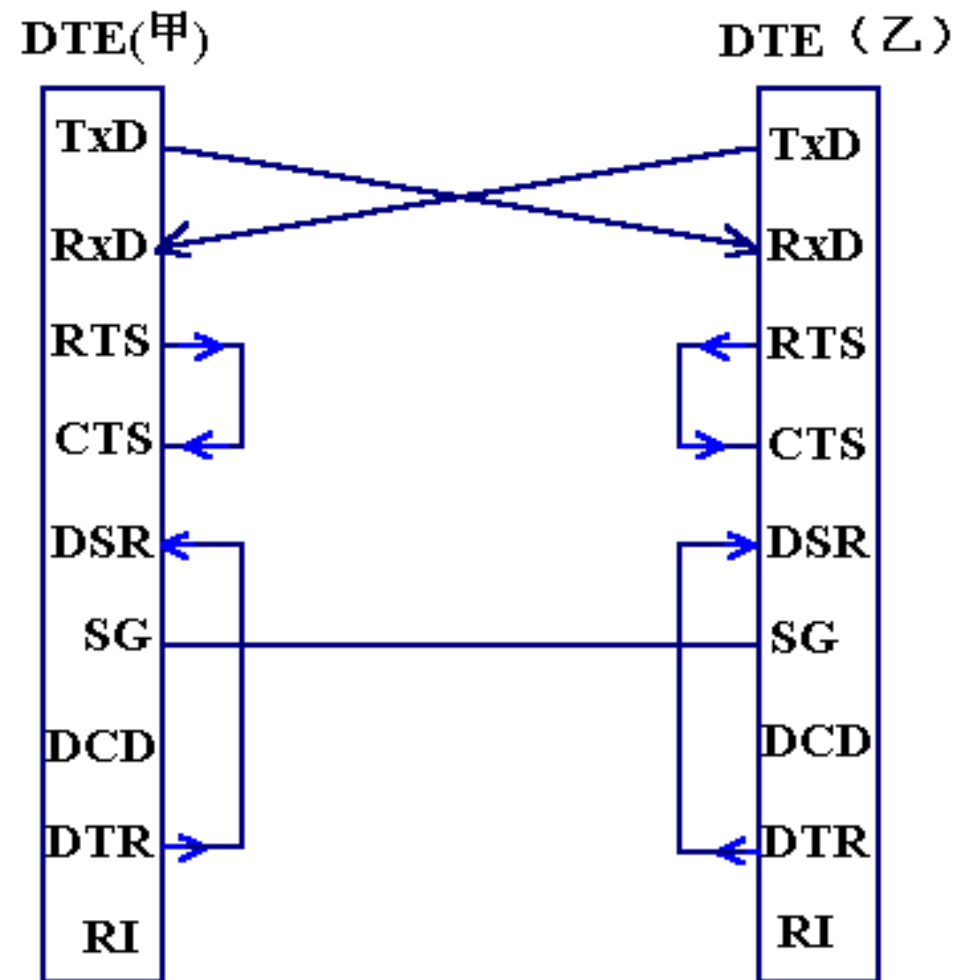 DTE(甲)
DTE（乙）
TxD
TxD
RxD
RxD
RTS
RTS
CTS
CTS
DSR
DSR
SG
SG
DCD
DCD
DTR
DTR
RI
RI